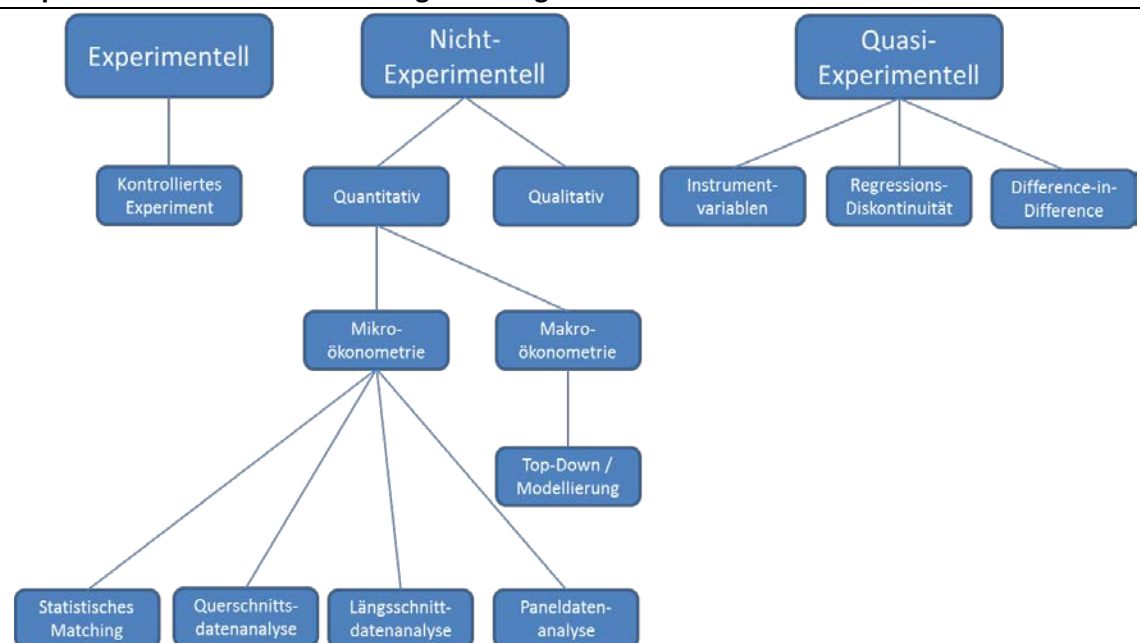 Experimentell
Nicht-
Experimentell
Quasi-
Experimentell
Kontrolliertes
Experiment
Quantitativ
Qualitativ
Instrument-
variablen
Regressions-
Diskontinuität
Difference-in-
Difference
Mikro-
ökonometrie
Makro-
ökonometrie
Top-Down /
Modellierung
Statistisches
Matching
Querschnitts-
datenanalyse
Längsschnitt-
datenanalyse
Paneldaten-
analyse